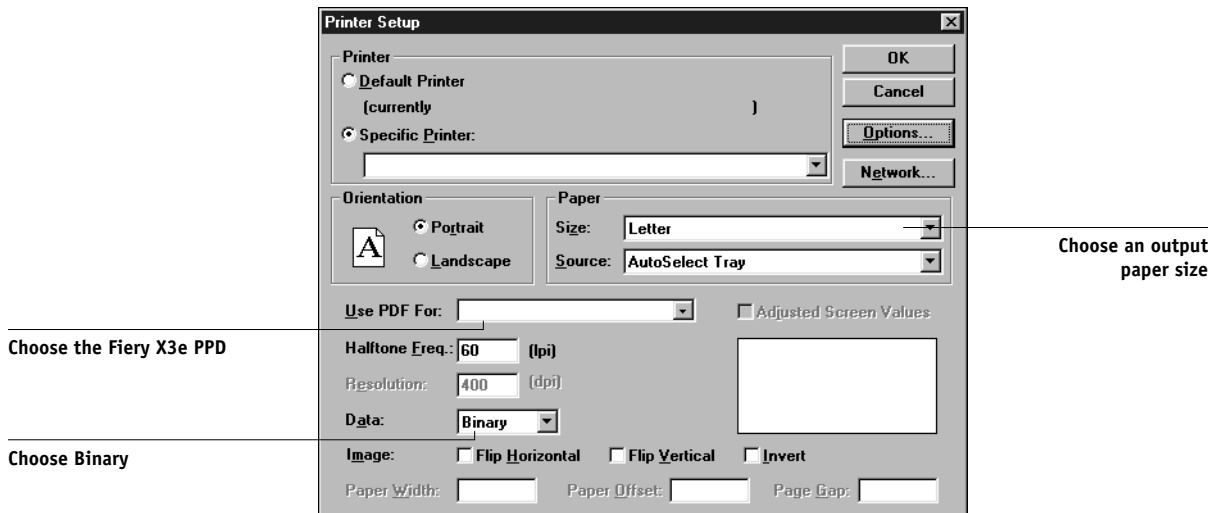 Printer Setup
Printer
Default Printer
(currently )
Specific Printer:
OK
Cancel
Options...
Network...
Orientation
A
Portrait
Landscape
Paper
Size: Letter
Source: AutoSelect Tray
Choose an output
paper size
Use PDF For:
Adjusted Screen Values
Choose the Fiery X3e PPD
Halftone Freq.: 60 (lpi)
Resolution: 400 (dpi)
Data: Binary
Choose Binary
Image: Flip Horizontal Flip Vertical Invert
Paper Width: Paper Offset: Page Gap: